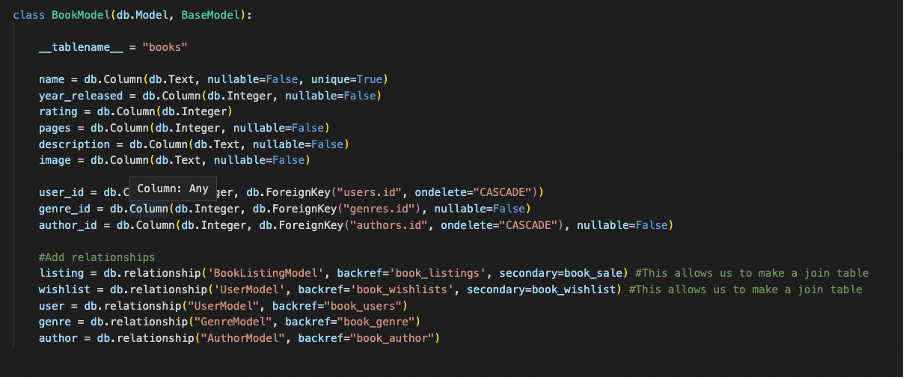 class BookModel(db.Model, BaseModel):
__tablename__ = "books"
name = db.Column(db.Text, nullable=False, unique=True)
year_released = db.Column(db.Integer, nullable=False)
rating = db.Column(db.Integer)
pages = db.Column(db.Integer, nullable=False)
description = db.Column(db.Text, nullable=False)
image = db.Column(db.Text, nullable=False)
Column: Any
user_id = db.C ger, db.ForeignKey("users.id", ondelete="CASCADE"))
genre_id = db.Column(db.Integer, db.ForeignKey("genres.id"), nullable=False)
author_id = db.Column(db.Integer, db.ForeignKey("authors.id", ondelete="CASCADE"), nullable=False)
#Add relationships
listing = db.relationship('BookListingModel', backref='book_listings', secondary=book_sale) #This allows us to make a join table
wishlist = db.relationship('UserModel', backref='book_wishlists', secondary=book_wishlist) #This allows us to make a join table
user = db.relationship("UserModel", backref="book_users")
genre = db.relationship("GenreModel", backref="book_genre")
author = db.relationship("AuthorModel", backref="book_author")